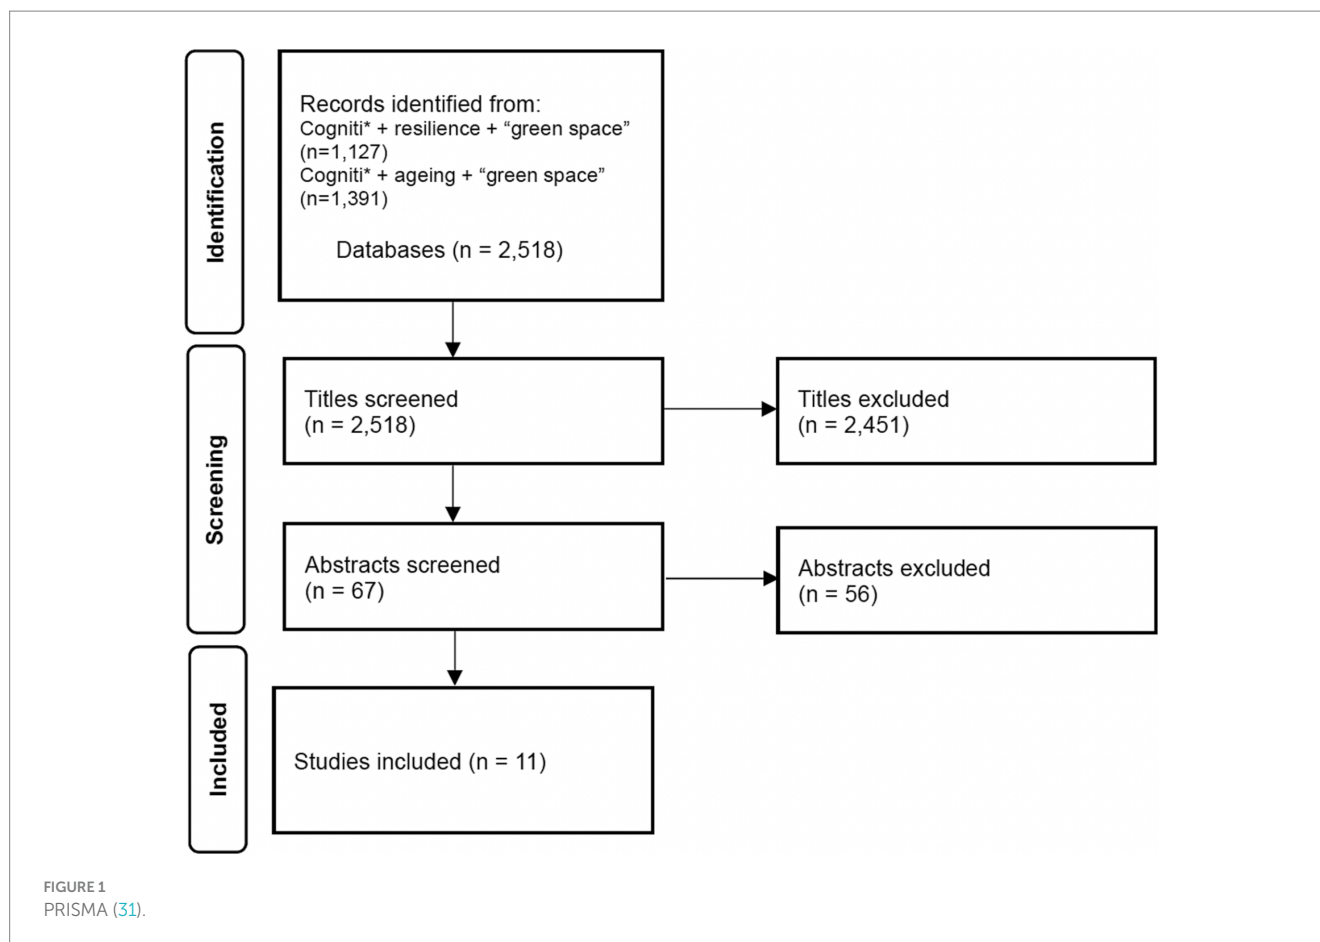 Identification
Records identified from:
Cogniti* + resilience + “green space”
(n=1,127)
Cogniti* + ageing + “green space”
(n=1,391)
Databases (n = 2,518)
Screening
Titles screened
(n = 2,518)
Titles excluded
(n = 2,451)
Abstracts screened
(n = 67)
Abstracts excluded
(n = 56)
Included
Studies included (n = 11)
FIGURE 1
PRISMA (31).